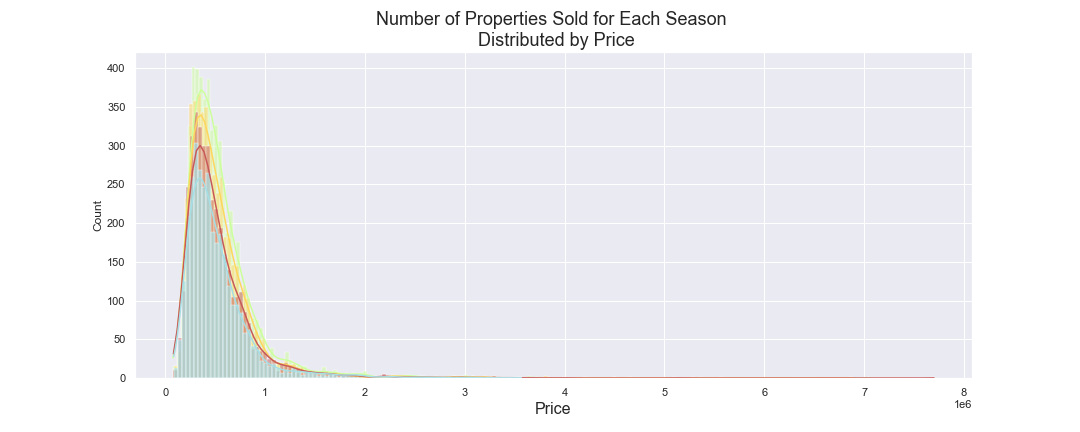 Number of Properties Sold for Each Season
Distributed by Price
400
350
300
250
200
150
100
50
0
Count
0 1 2 3 4 5 6 7 8
1e6
Price